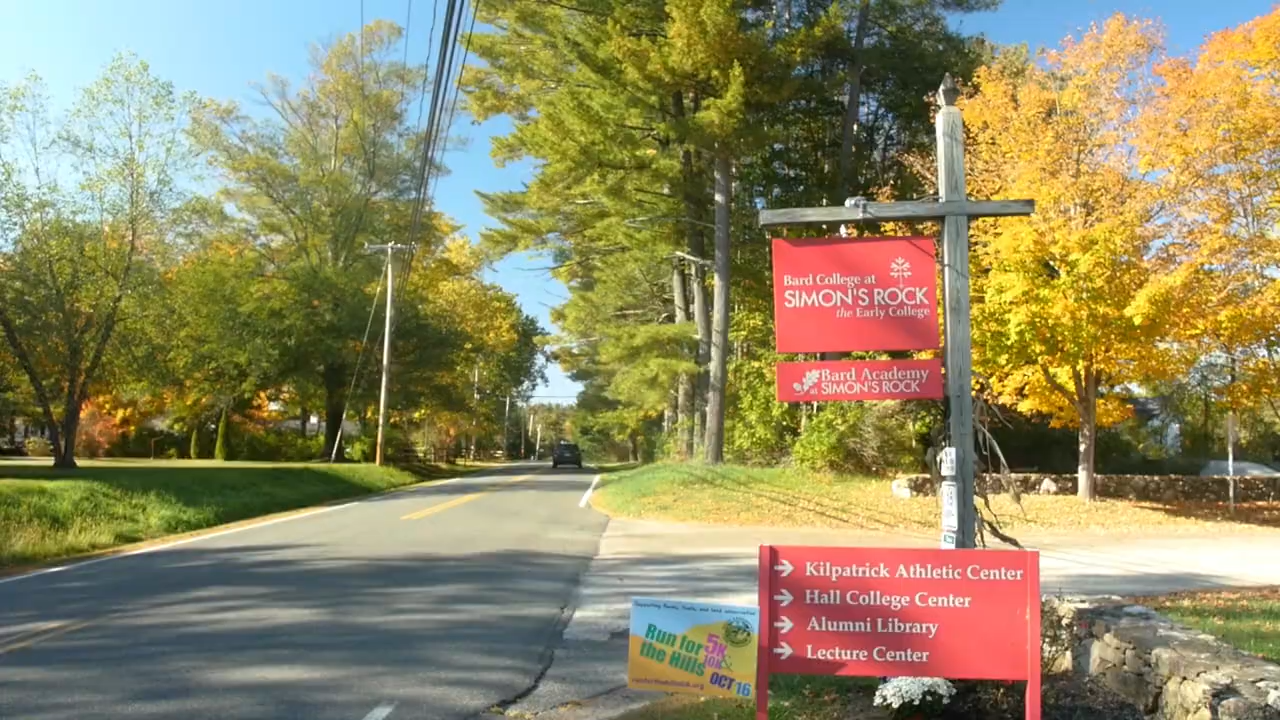 Bard College at
SIMON'S ROCK
the Early College
Bard Academy
at SIMON'S ROCK
→ Kilpatrick Athletic Center
→ Hall College Center
→ Alumni Library
→ Lecture Center
Run for
the Hills
5K
10K
&
OCT 16